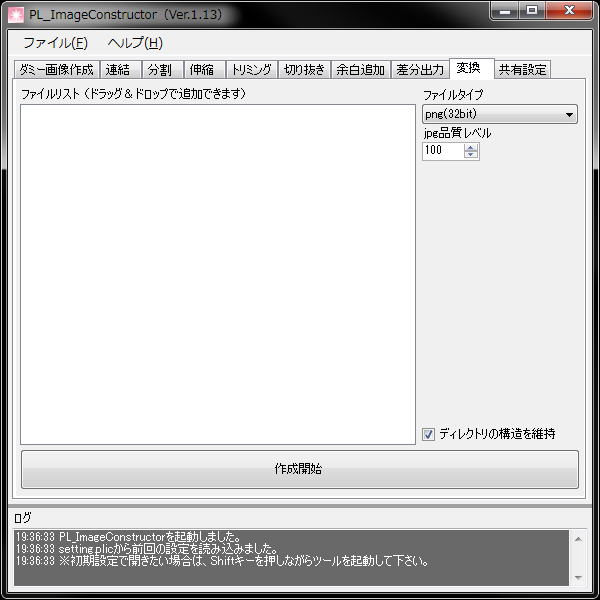 PL_ImageConstructor（Ver.1.13）
ファイル(F) ヘルプ(H)
ダミー画像作成 連結 分割 伸縮 トリミング 切り抜き 余白追加 差分出力 変換 共有設定
ファイルリスト（ドラッグ＆ドロップで追加できます）
ファイルタイプ
png(32bit)
jpg品質レベル
100
ディレクトリの構造を維持
作成開始
ログ
19:36:33 PL_ImageConstructorを起動しました。
19:36:33 setting.plicから前回の設定を読み込みました。
19:36:33 ※初期設定で開きたい場合は、Shiftキーを押しながらツールを起動して下さい。